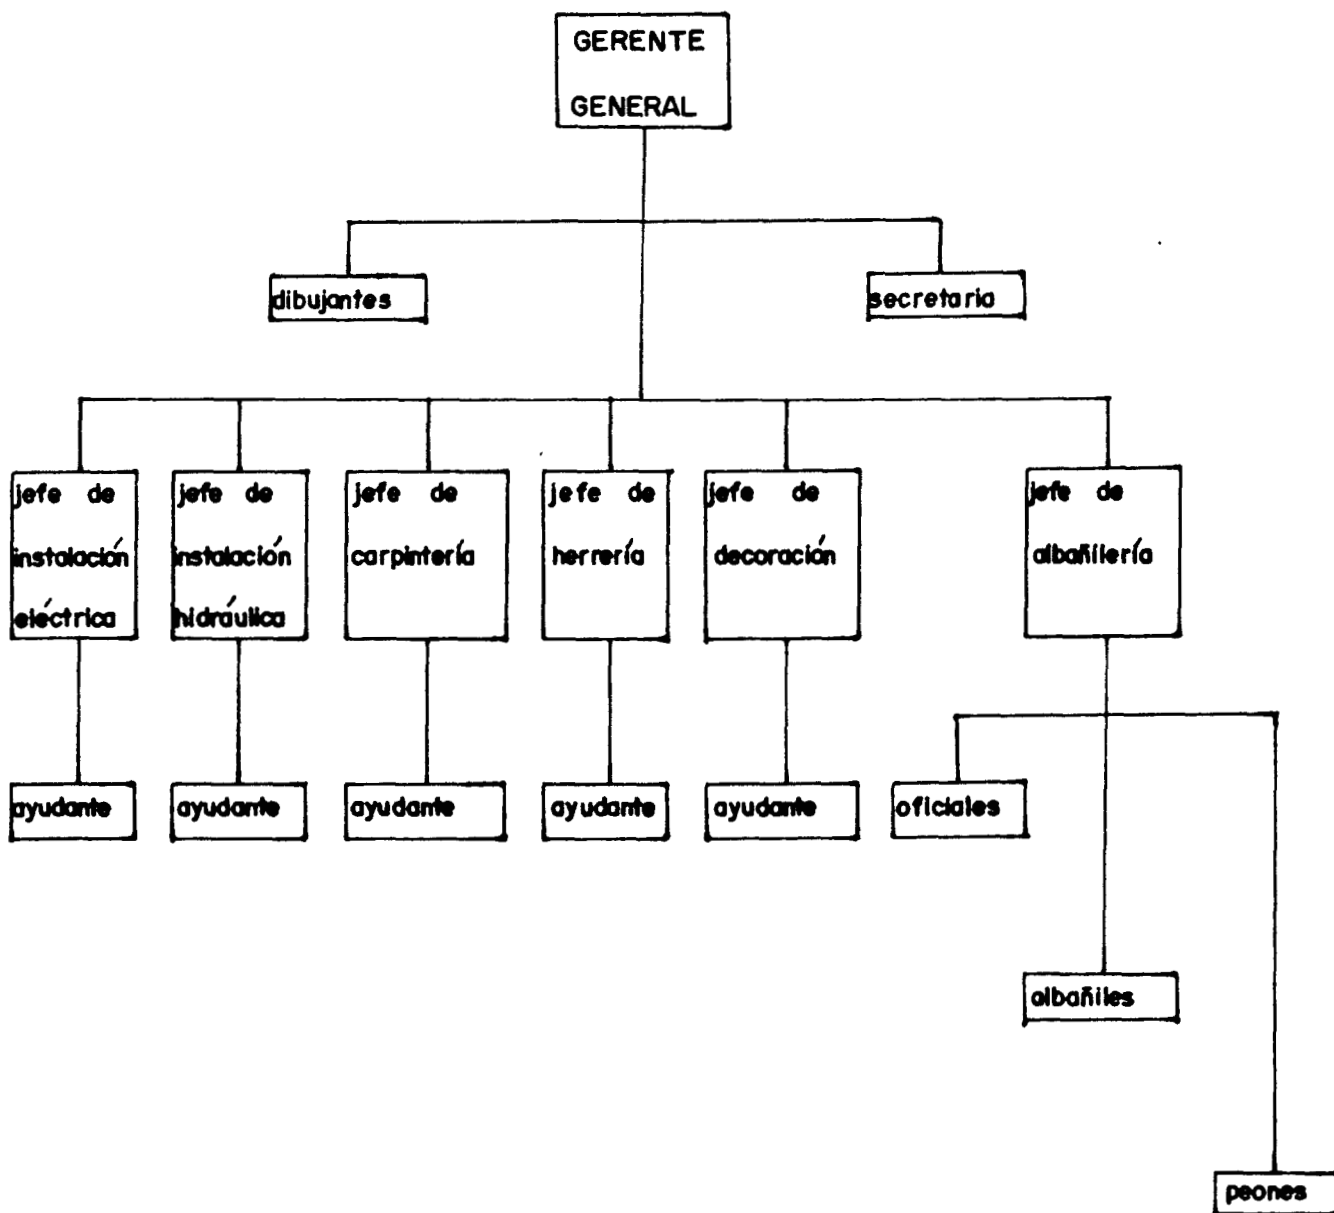 GERENTE
GENERAL
dibujantes
secretaria
jefe de
instalación
eléctrica
jefe de
instalación
hidráulica
jefe de
carpintería
jefe de
herrería
jefe de
decoración
jefe de
albañilería
ayudante
ayudante
ayudante
ayudante
ayudante
oficiales
albañiles
peones